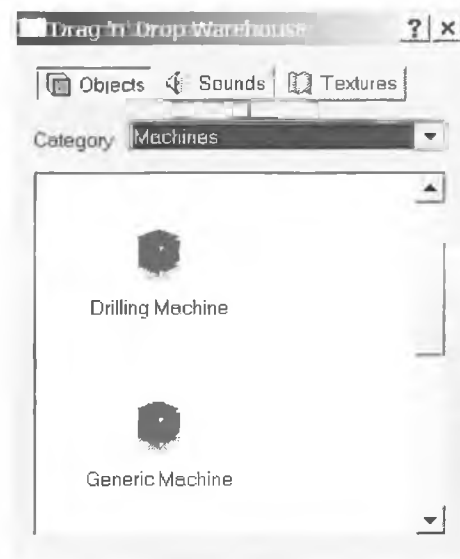 Drag 'n' Drop Warehouse ? ×
Objects Sounds Textures
Category Machines
Drilling Machine
Generic Machine